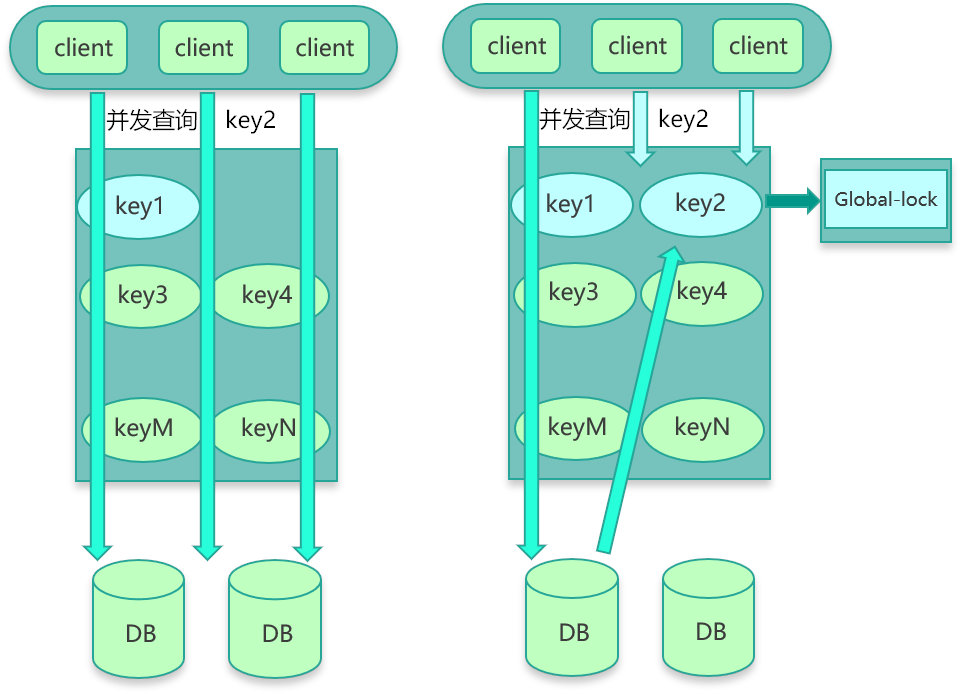 client client client
并发查询 key2
key1
key3 key4
keyM keyN
DB DB
client client client
并发查询 key2
key1 key2 Global-lock
key3 key4
keyM keyN
DB DB